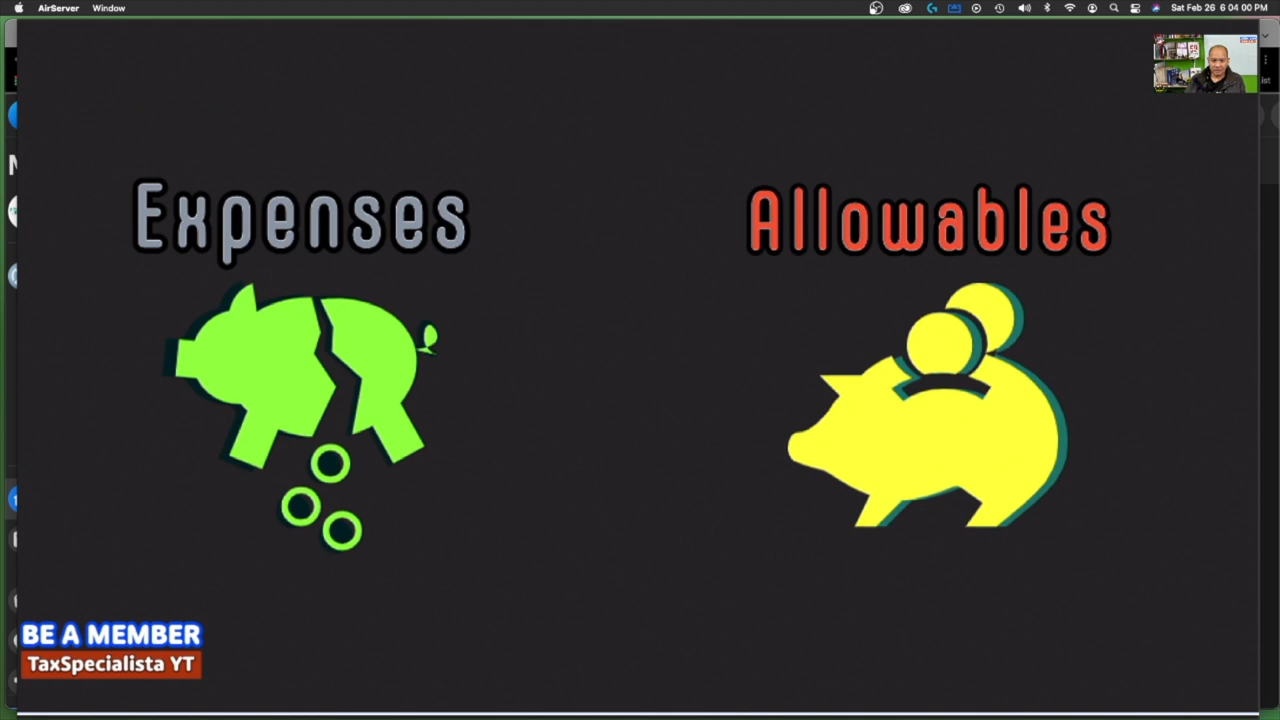 AirServer Window
Sat Feb 26 6 04 00 PM
Expenses
Allowables
BE A MEMBER
TaxSpecialista YT